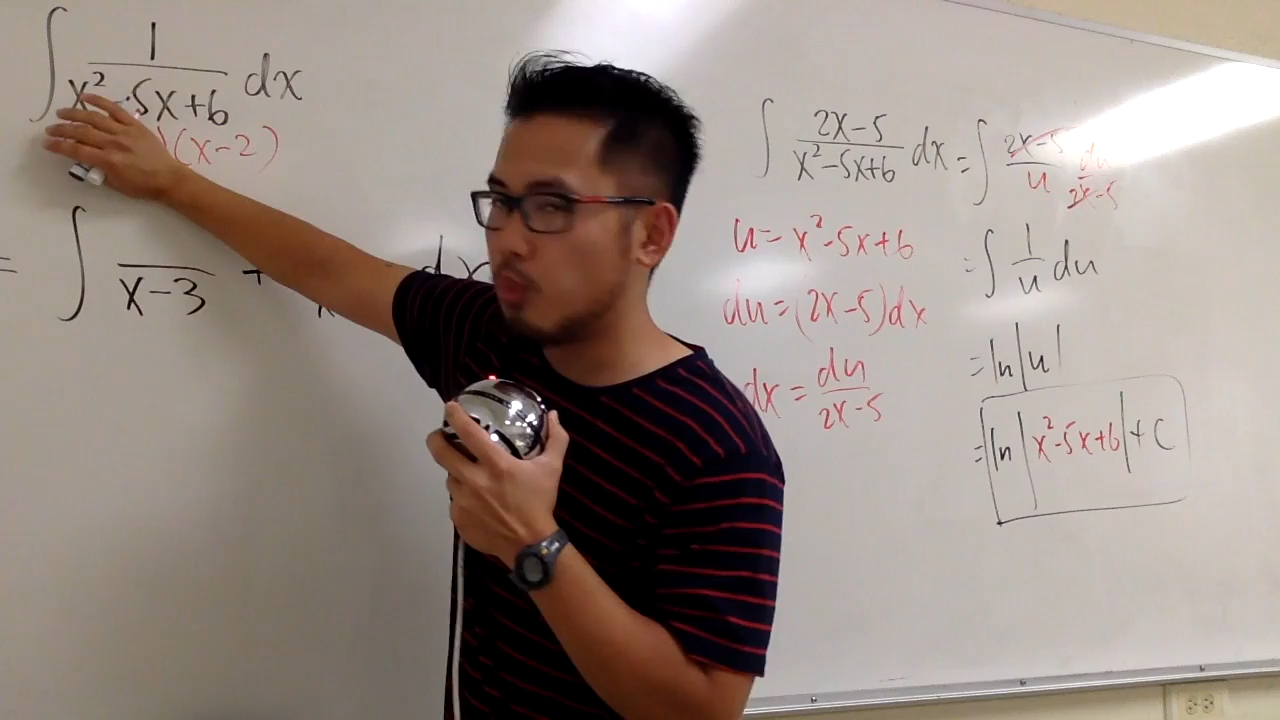 ∫ 1/(x² - 5x+6) dx
)(x-2)
= ∫ /(x-3) + dx
∫ (2x-5)/(x²-5x+6) dx = ∫ (2x-5)/u du/(2x-5)
u = x²-5x+6
= ∫ 1/u du
du = (2x-5)dx
= ln|u|
dx = du/(2x-5)
= ln|x²-5x+6| + C